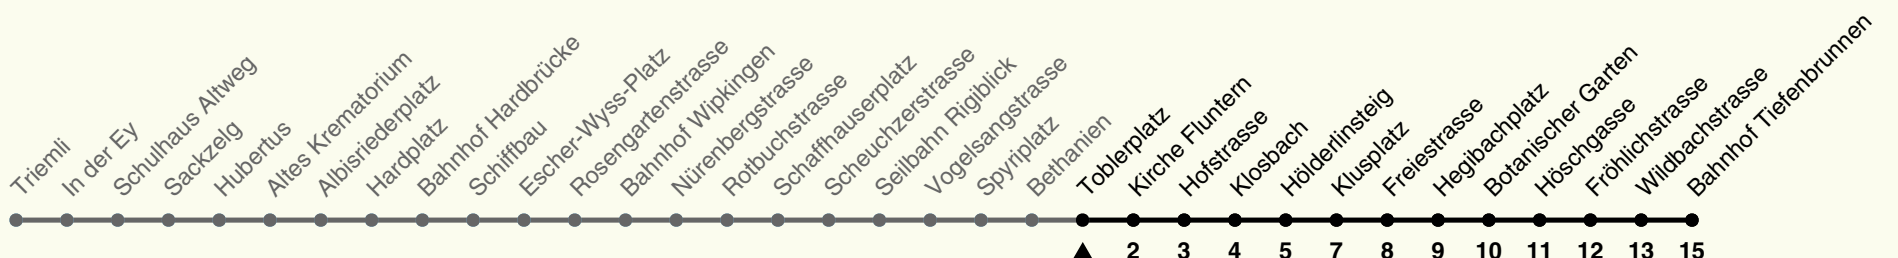 Triemli
In der Ey
Schulhaus Altweg
Sackzelg
Hubertus
Altes Krematorium
Albisriederplatz
Hardplatz
Bahnhof Hardbrücke
Schiffbau
Escher-Wyss-Platz
Rosengartenstrasse
Bahnhof Wipkingen
Nürenbergstrasse
Rotbuchstrasse
Schaffhauserplatz
Scheuchzerstrasse
Seilbahn Rigiblick
Vogelsangstrasse
Spyriplatz
Bethanien
Toblerplatz
Kirche Fluntern
Hofstrasse
Klosbach
Hölderlinsteig
Klusplatz
Freiestrasse
Hegibachplatz
Botanischer Garten
Höschgasse
Fröhlichstrasse
Wildbachstrasse
Bahnhof Tiefenbrunnen
2 3 4 5 7 8 9 10 11 12 13 15